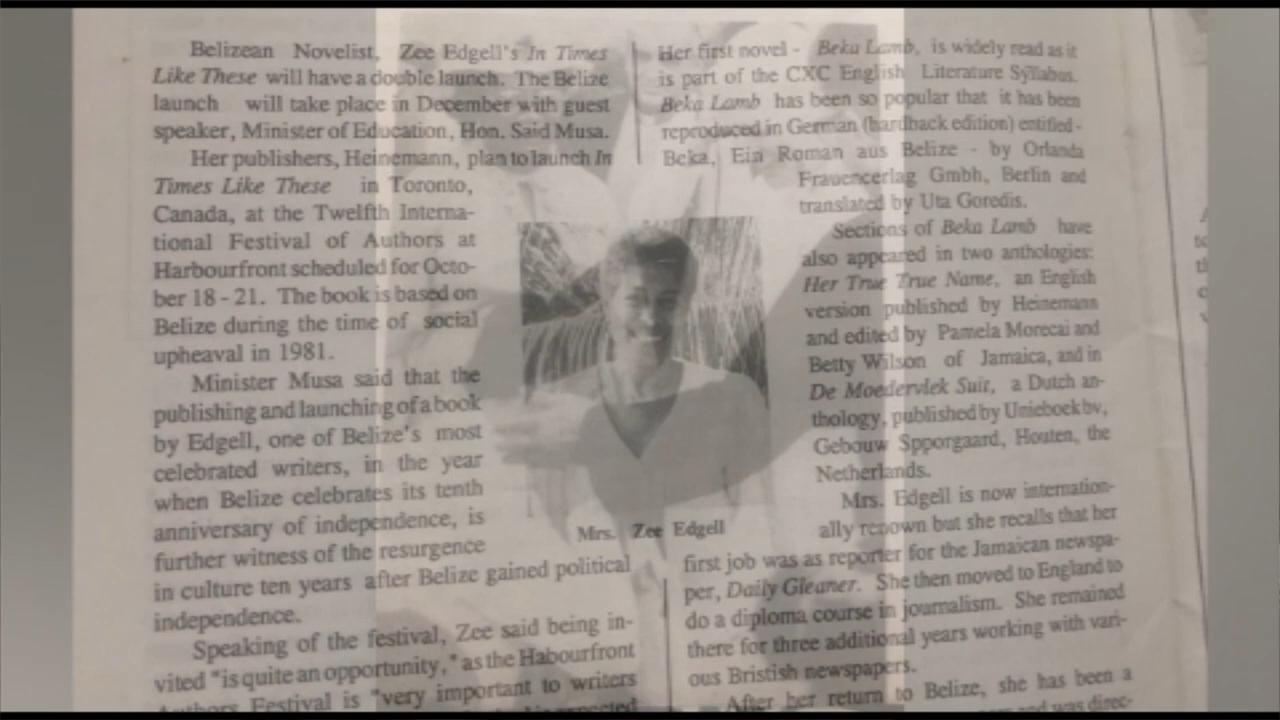 Belizean Novelist, Zee Edgell's In Times
Like These will have a double launch. The Belize
launch will take place in December with guest
speaker, Minister of Education, Hon. Said Musa.
Her publishers, Heinemann, plan to launch In
Times Like These in Toronto,
Canada, at the Twelfth Interna-
tional Festival of Authors at
Harbourfront scheduled for Octo-
ber 18 - 21. The book is based on
Belize during the time of social
upheaval in 1981.
Minister Musa said that the
publishing and launching of a book
by Edgell, one of Belize's most
celebrated writers, in the year
when Belize celebrates its tenth
anniversary of independence, is
further witness of the resurgence
in culture ten years after Belize gained political
independence.
Speaking of the festival, Zee said being in-
vited "is quite an opportunity," as the Habourfront
Authors Festival is "very important to writers
Mrs. Zee Edgell
Her first novel - Beka Lamb, is widely read as it
is part of the CXC English Literature Syllabus.
Beka Lamb has been so popular that it has been
reproduced in German (hardback edition) entitled -
Beka, Ein Roman aus Belize - by Orlanda
Frauencerlag Gmbh, Berlin and
translated by Uta Goredis.
Sections of Beka Lamb have
also appeared in two anthologies:
Her True True Name, an English
version published by Heinemann
and edited by Pamela Morecai and
Betty Wilson of Jamaica, and in
De Moedervlek Suir, a Dutch an-
thology, published by Unieboek bv,
Gebouw Spporgaard, Houten, the
Netherlands.
Mrs. Edgell is now internation-
ally renown but she recalls that her
first job was as reporter for the Jamaican newspa-
per, Daily Gleaner. She then moved to England to
do a diploma course in journalism. She remained
there for three additional years working with vari-
ous Bristish newspapers.
After her return to Belize, she has been a
and was direc-